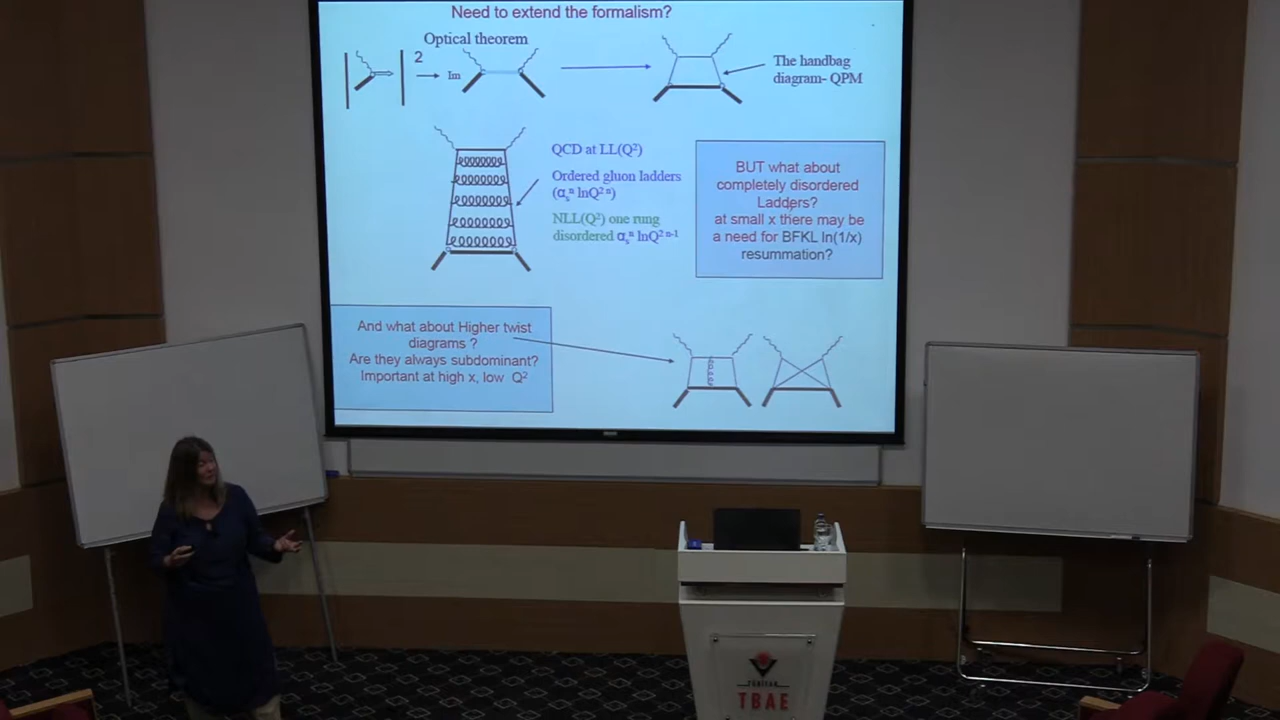 Need to extend the formalism?
Optical theorem
2
Im
The handbag
diagram- QPM
QCD at LL(Q²)
Ordered gluon ladders
(αₛⁿ lnQ² ⁿ)
NLL(Q²) one rung
disordered αₛⁿ lnQ² ⁿ⁻¹
BUT what about
completely disordered
Ladders?
at small x there may be
a need for BFKL ln(1/x)
resummation?
And what about Higher twist
diagrams ?
Are they always subdominant?
Important at high x, low Q²
TBAE